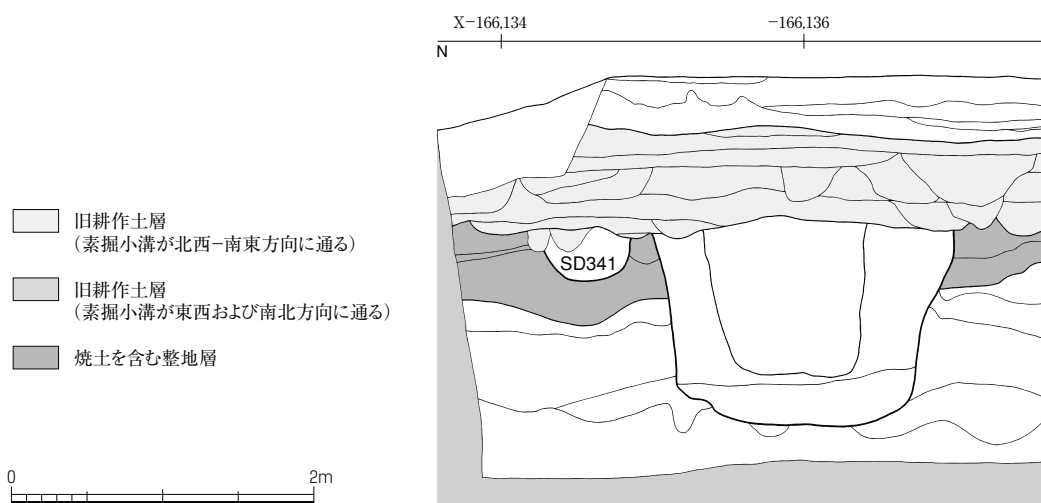 X−166,134
−166,136
N
SD341
旧耕作土層
(素掘小溝が北西−南東方向に通る)
旧耕作土層
(素掘小溝が東西および南北方向に通る)
焼土を含む整地層
0
2m